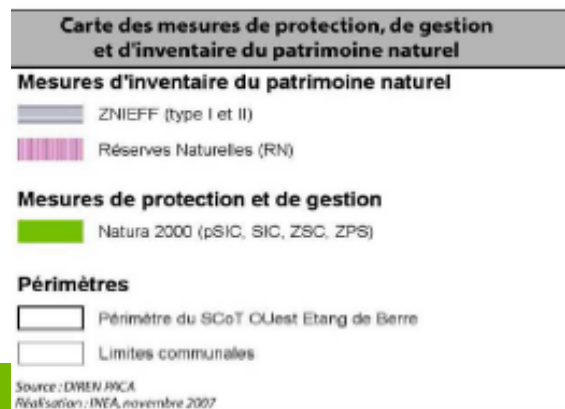 Carte des mesures de protection, de gestion
et d'inventaire du patrimoine naturel
Mesures d'inventaire du patrimoine naturel
ZNIEFF (type I et II)
Réserves Naturelles (RN)
Mesures de protection et de gestion
Natura 2000 (pSIC, SIC, ZSC, ZPS)
Périmètres
Périmètre du SCoT OUest Etang de Berre
Limites communales
Source : DIREN PACA
Réalisation : INEA, novembre 2007